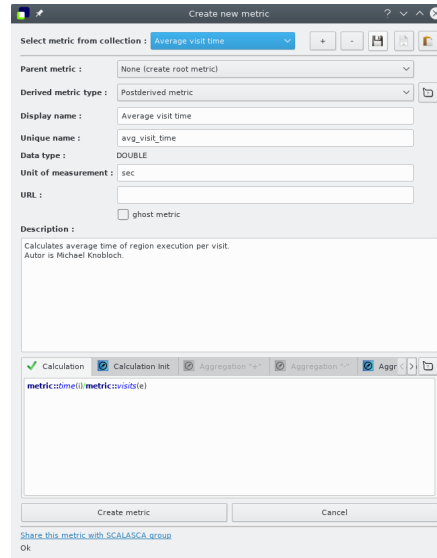 Create new metric
Select metric from collection : Average visit time + -
Parent metric : None (create root metric)
Derived metric type : Postderived metric
Display name : Average visit time
Unique name : avg_visit_time
Data type : DOUBLE
Unit of measurement : sec
URL :
ghost metric
Description :
Calculates average time of region execution per visit.
Autor is Michael Knobloch.
Calculation Calculation Init Aggregation "+" Aggregation "-" Aggr
metric::time(i)/metric::visits(e)
Create metric Cancel
Share this metric with SCALASCA group
Ok